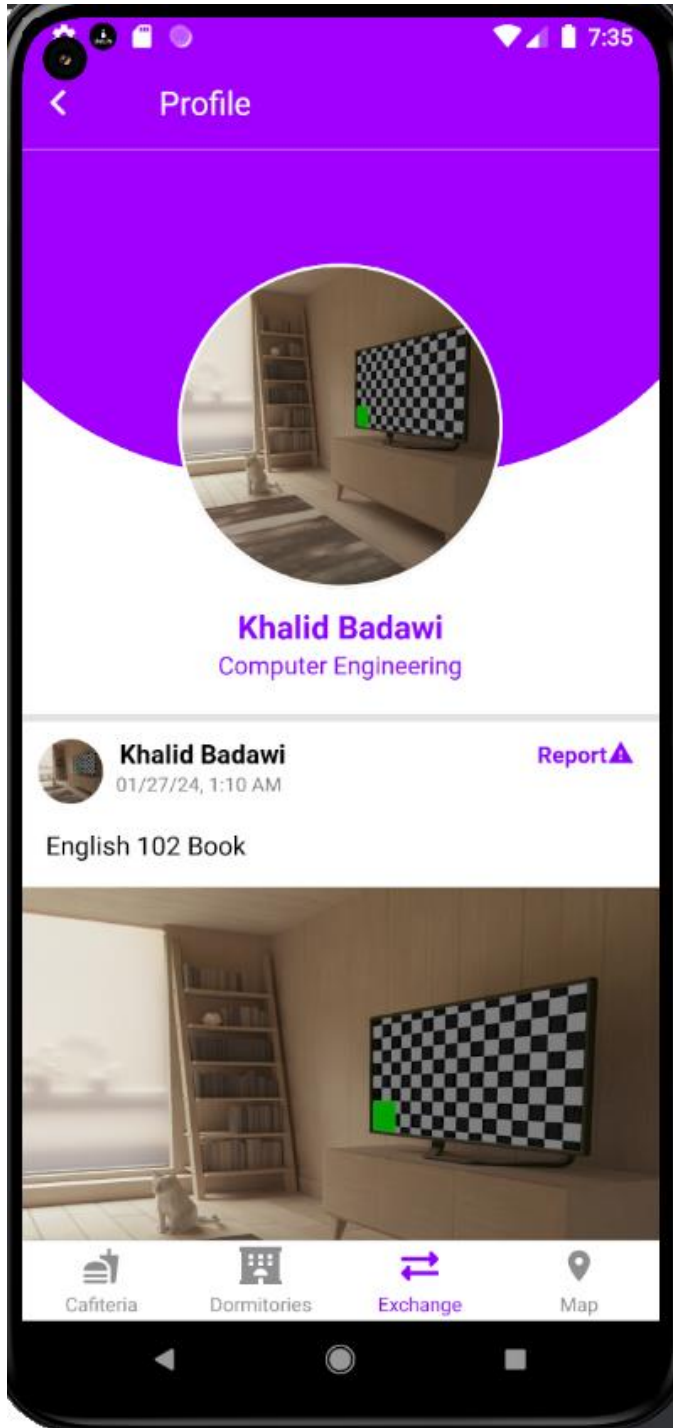 7:35
Profile
Khalid Badawi
Computer Engineering
Khalid Badawi
Report
01/27/24, 1:10 AM
English 102 Book
Cafiteria
Dormitories
Exchange
Map